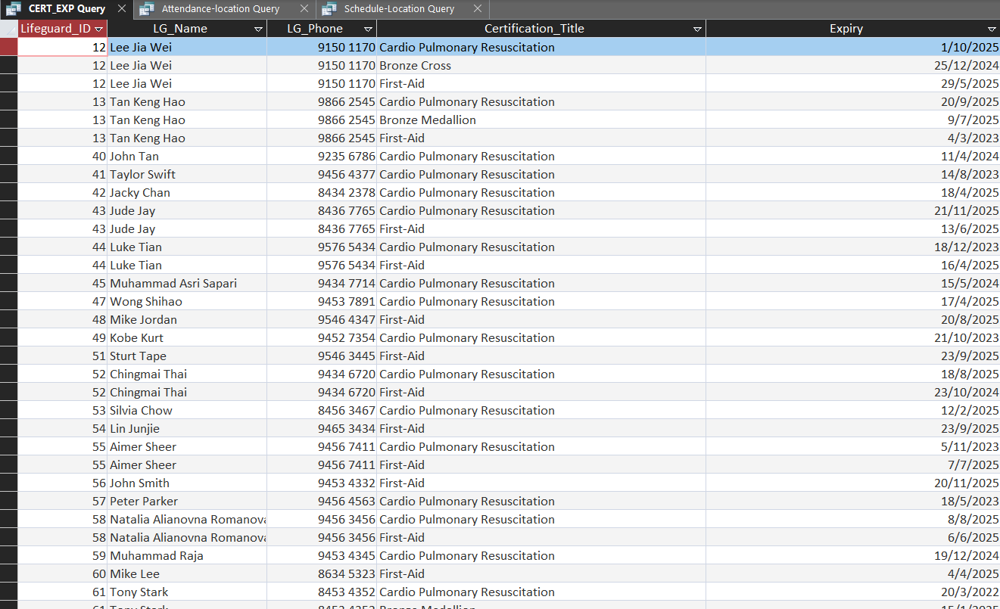 CERT_EXP Query Attendance-location Query Schedule-Location Query
Lifeguard_ID LG_Name LG_Phone Certification_Title Expiry
12 Lee Jia Wei 9150 1170 Cardio Pulmonary Resuscitation 1/10/2025
12 Lee Jia Wei 9150 1170 Bronze Cross 25/12/2024
12 Lee Jia Wei 9150 1170 First-Aid 29/5/2025
13 Tan Keng Hao 9866 2545 Cardio Pulmonary Resuscitation 20/9/2025
13 Tan Keng Hao 9866 2545 Bronze Medallion 9/7/2025
13 Tan Keng Hao 9866 2545 First-Aid 4/3/2023
40 John Tan 9235 6786 Cardio Pulmonary Resuscitation 11/4/2024
41 Taylor Swift 9456 4377 Cardio Pulmonary Resuscitation 14/8/2023
42 Jacky Chan 8434 2378 Cardio Pulmonary Resuscitation 18/4/2025
43 Jude Jay 8436 7765 Cardio Pulmonary Resuscitation 21/11/2025
43 Jude Jay 8436 7765 First-Aid 13/6/2025
44 Luke Tian 9576 5434 Cardio Pulmonary Resuscitation 18/12/2023
44 Luke Tian 9576 5434 First-Aid 16/4/2025
45 Muhammad Asri Sapari 9434 7714 Cardio Pulmonary Resuscitation 15/5/2024
47 Wong Shihao 9453 7891 Cardio Pulmonary Resuscitation 17/4/2025
48 Mike Jordan 9546 4347 First-Aid 20/8/2025
49 Kobe Kurt 9452 7354 Cardio Pulmonary Resuscitation 21/10/2023
51 Sturt Tape 9546 3445 First-Aid 23/9/2025
52 Chingmai Thai 9434 6720 Cardio Pulmonary Resuscitation 18/8/2025
52 Chingmai Thai 9434 6720 First-Aid 23/10/2024
53 Silvia Chow 8456 3467 Cardio Pulmonary Resuscitation 12/2/2025
54 Lin Junjie 9465 3434 First-Aid 23/9/2025
55 Aimer Sheer 9456 7411 Cardio Pulmonary Resuscitation 5/11/2023
55 Aimer Sheer 9456 7411 First-Aid 7/7/2025
56 John Smith 9453 4332 First-Aid 20/11/2025
57 Peter Parker 9456 4563 Cardio Pulmonary Resuscitation 18/5/2023
58 Natalia Alianovna Romanova 9456 3456 Cardio Pulmonary Resuscitation 8/8/2025
58 Natalia Alianovna Romanova 9456 3456 First-Aid 6/6/2025
59 Muhammad Raja 9453 4345 Cardio Pulmonary Resuscitation 19/12/2024
60 Mike Lee 8634 5323 First-Aid 4/4/2025
61 Tony Stark 8453 4352 Cardio Pulmonary Resuscitation 20/3/2022
61 Tony Stark 8453 4352 Bronze Medallion 15/1/2025